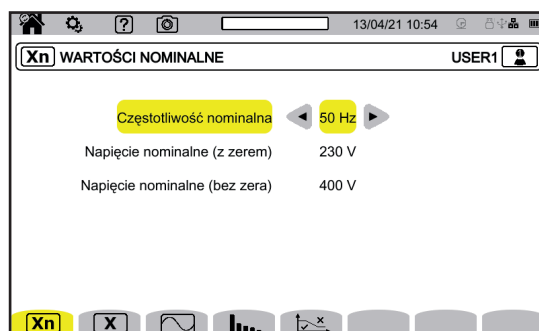 13/04/21 10:54
Xn WARTOŚCI NOMINALNE USER1
Częstotliwość nominalna 50 Hz
Napięcie nominalne (z zerem) 230 V
Napięcie nominalne (bez zera) 400 V
Xn X